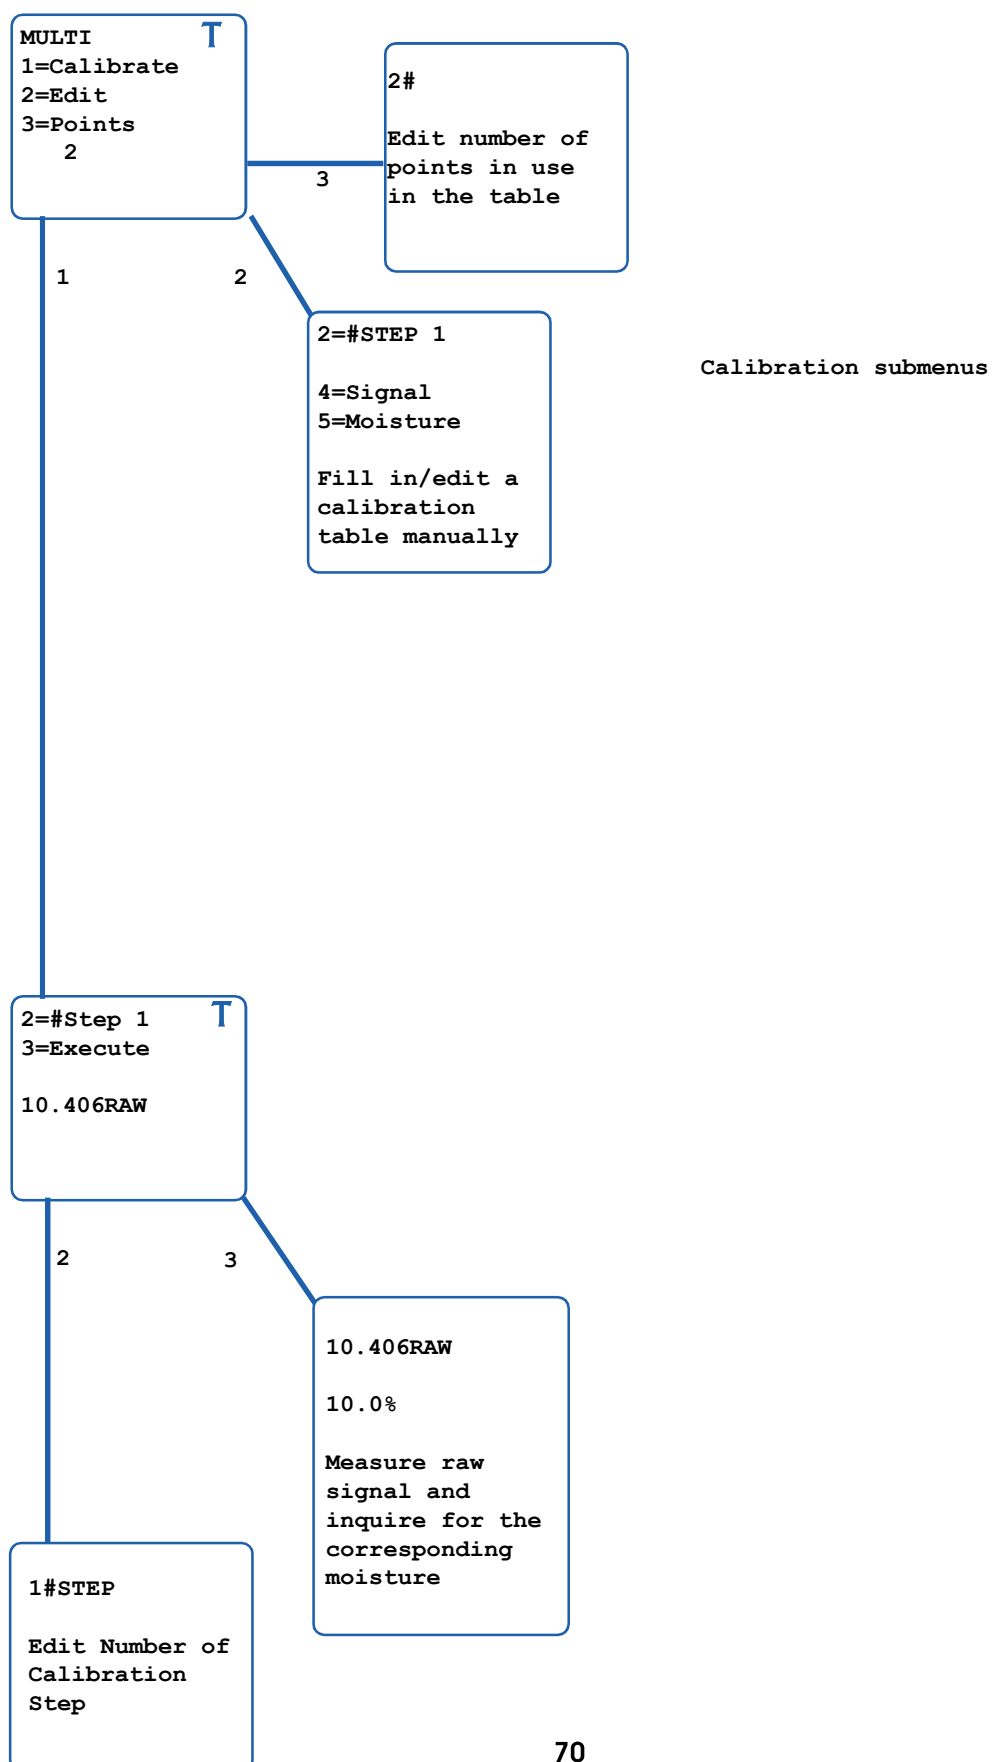 MULTI T
1=Calibrate
2=Edit
3=Points
2
2#
Edit number of
points in use
in the table
3
1
2
2=#STEP 1
4=Signal
5=Moisture
Fill in/edit a
calibration
table manually
Calibration submenus
2=#Step 1 T
3=Execute
10.406RAW
2
3
10.406RAW
10.0%
Measure raw
signal and
inquire for the
corresponding
moisture
1#STEP
Edit Number of
Calibration
Step
70